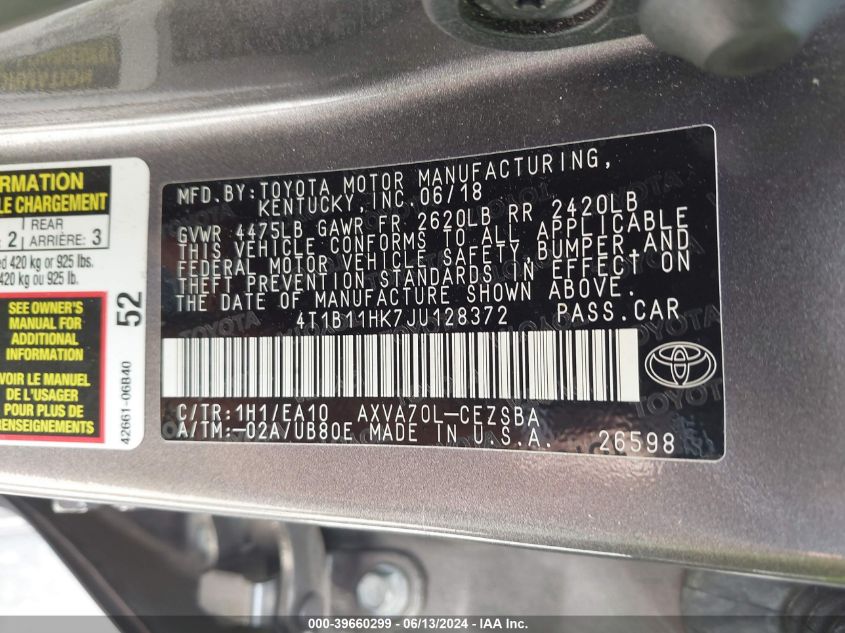 RMATION
LE CHARGEMENT
2
REAR
ARRIÈRE: 3
ed 420 kg or 925 lbs.
420 kg ou 925 lb.
SEE OWNER'S
MANUAL FOR
ADDITIONAL
INFORMATION
VOIR LE MANUEL
DE L'USAGER
POUR PLUS DE
RENSEIGNEMENTS
52
42661-06B40
MFD.BY:TOYOTA MOTOR MANUFACTURING,
KENTUCKY,INC.06/18
GVWR 4475LB GAWR FR 2620LB RR 2420LB
THIS VEHICLE CONFORMS TO ALL APPLICABLE
FEDERAL MOTOR VEHICLE SAFETY,BUMPER,AND
THEFT PREVENTION STANDARDS IN EFFECT ON
THE DATE OF MANUFACTURE SHOWN ABOVE.
4T1B11HK7JU128372 PASS.CAR
C/TR:1H1/EA10 AXVA70L-CEZSBA
A/TM:-02A/UB80E MADE IN U.S.A. 26598
000-39660299 - 06/13/2024 - IAA, Inc.